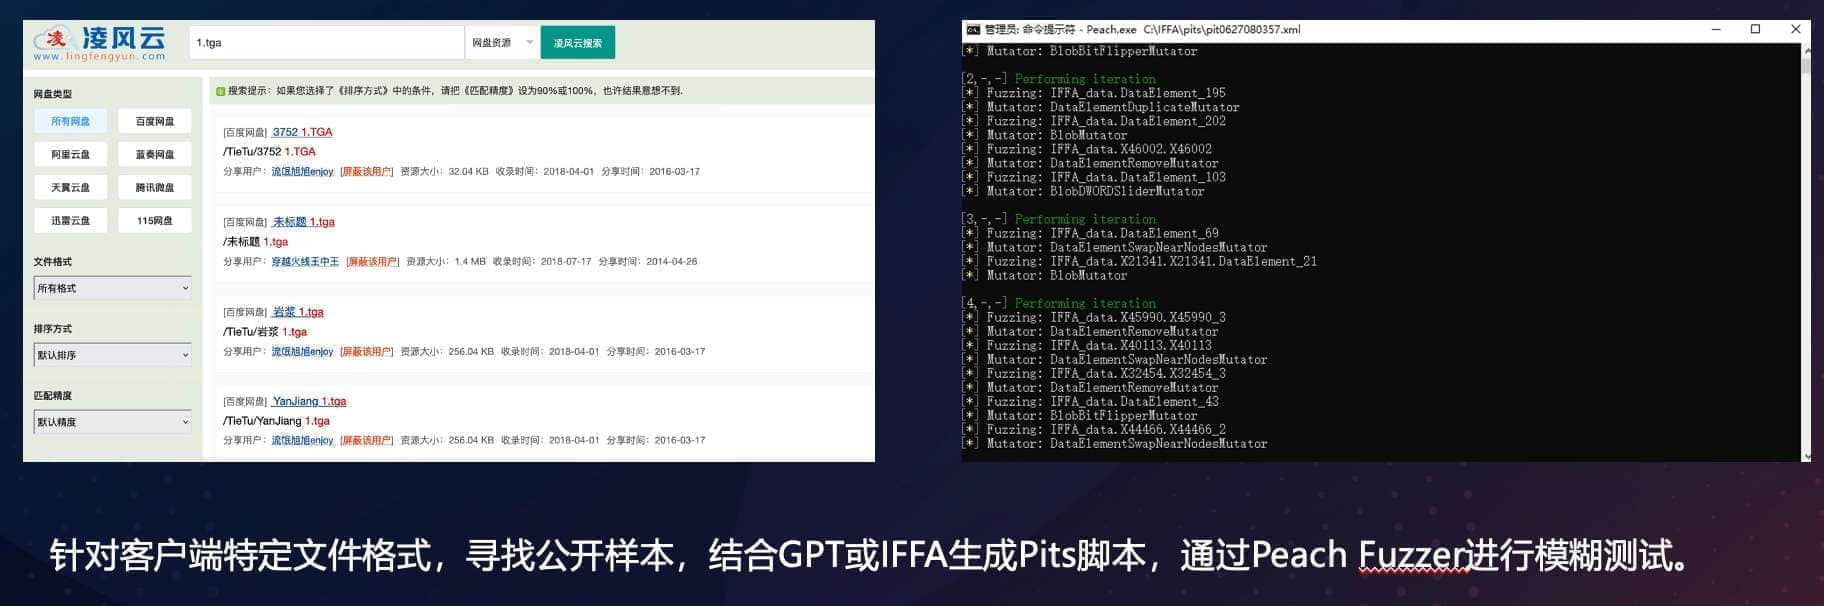 凌风云
www.lingfengyun.com
1.tga
网盘资源
凌风云搜索
网盘类型
所有网盘
百度网盘
阿里云盘
蓝奏网盘
天翼云盘
腾讯微盘
迅雷云盘
115网盘
文件格式
所有格式
排序方式
默认排序
匹配精度
默认精度
搜索提示：如果您选择了《排序方式》中的条件，请把《匹配精度》设为90%或100%，也许结果意想不到.
[百度网盘] 3752 1.TGA
/TieTu/3752 1.TGA
分享用户：流氓旭旭enjoy [屏蔽该用户] 资源大小：32.04 KB 收录时间：2018-04-01 分享时间：2016-03-17
[百度网盘] 未标题 1.tga
/未标题 1.tga
分享用户：穿越火线王中王 [屏蔽该用户] 资源大小：1.4 MB 收录时间：2018-07-17 分享时间：2014-04-26
[百度网盘] 岩浆 1.tga
/TieTu/岩浆 1.tga
分享用户：流氓旭旭enjoy [屏蔽该用户] 资源大小：256.04 KB 收录时间：2018-04-01 分享时间：2016-03-17
[百度网盘] YanJiang 1.tga
/TieTu/YanJiang 1.tga
分享用户：流氓旭旭enjoy [屏蔽该用户] 资源大小：256.04 KB 收录时间：2018-04-01 分享时间：2016-03-17
管理员: 命令提示符 - Peach.exe C:\IFFA\pits\pit0627080357.xml
[*] Mutator: BlobBitFlipperMutator
[2,-,-] Performing iteration
[*] Fuzzing: IFFA_data.DataElement_195
[*] Mutator: DataElementDuplicateMutator
[*] Fuzzing: IFFA_data.DataElement_202
[*] Mutator: BlobMutator
[*] Fuzzing: IFFA_data.X46002.X46002
[*] Mutator: DataElementRemoveMutator
[*] Fuzzing: IFFA_data.DataElement_103
[*] Mutator: BlobDWORDSliderMutator
[3,-,-] Performing iteration
[*] Fuzzing: IFFA_data.DataElement_69
[*] Mutator: DataElementSwapNearNodesMutator
[*] Fuzzing: IFFA_data.X21341.X21341.DataElement_21
[*] Mutator: BlobMutator
[4,-,-] Performing iteration
[*] Fuzzing: IFFA_data.X45990.X45990_3
[*] Mutator: DataElementRemoveMutator
[*] Fuzzing: IFFA_data.X40113.X40113
[*] Mutator: DataElementSwapNearNodesMutator
[*] Fuzzing: IFFA_data.X32454.X32454_3
[*] Mutator: DataElementRemoveMutator
[*] Fuzzing: IFFA_data.DataElement_43
[*] Mutator: BlobBitFlipperMutator
[*] Fuzzing: IFFA_data.X44466.X44466_2
[*] Mutator: DataElementSwapNearNodesMutator
针对客户端特定文件格式，寻找公开样本，结合GPT或IFFA生成Pits脚本，通过Peach Fuzzer进行模糊测试。